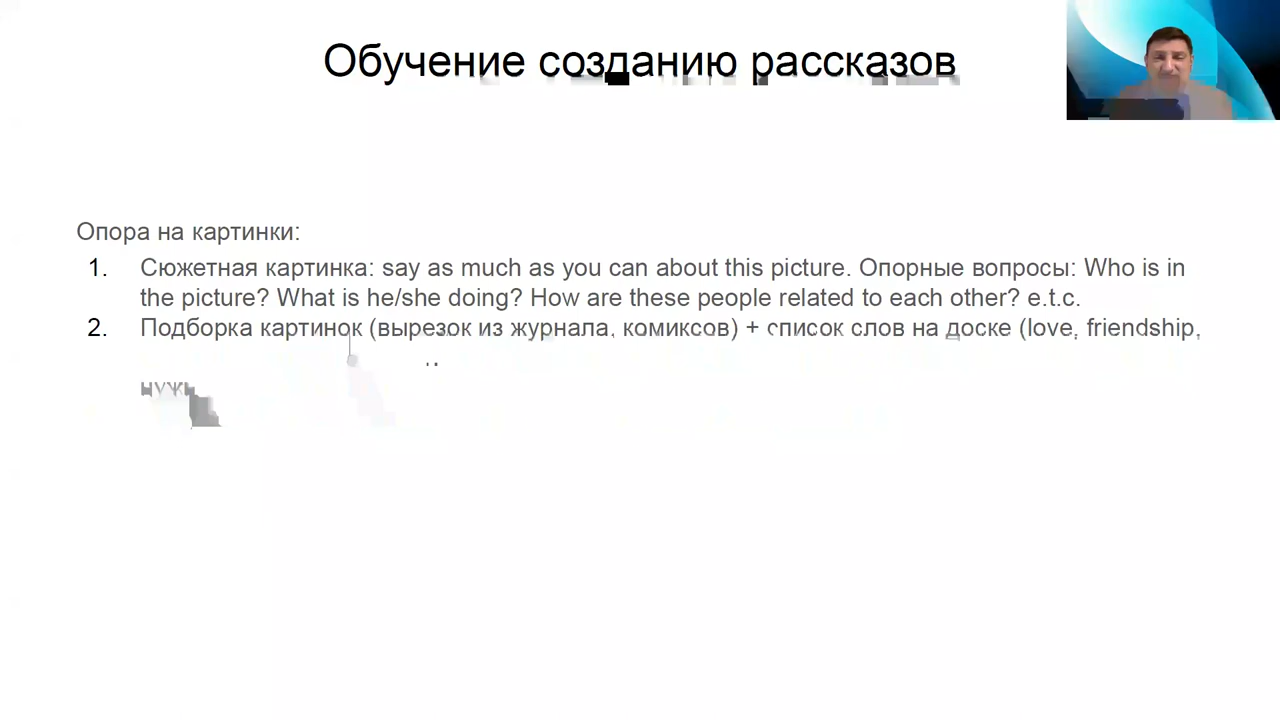 Обучение созданию рассказов
Опора на картинки:
1. Сюжетная картинка: say as much as you can about this picture. Опорные вопросы: Who is in
the picture? What is he/she doing? How are these people related to each other? e.t.c.
2. Подборка картинок (вырезок из журнала, комиксов) + список слов на доске (love, friendship,